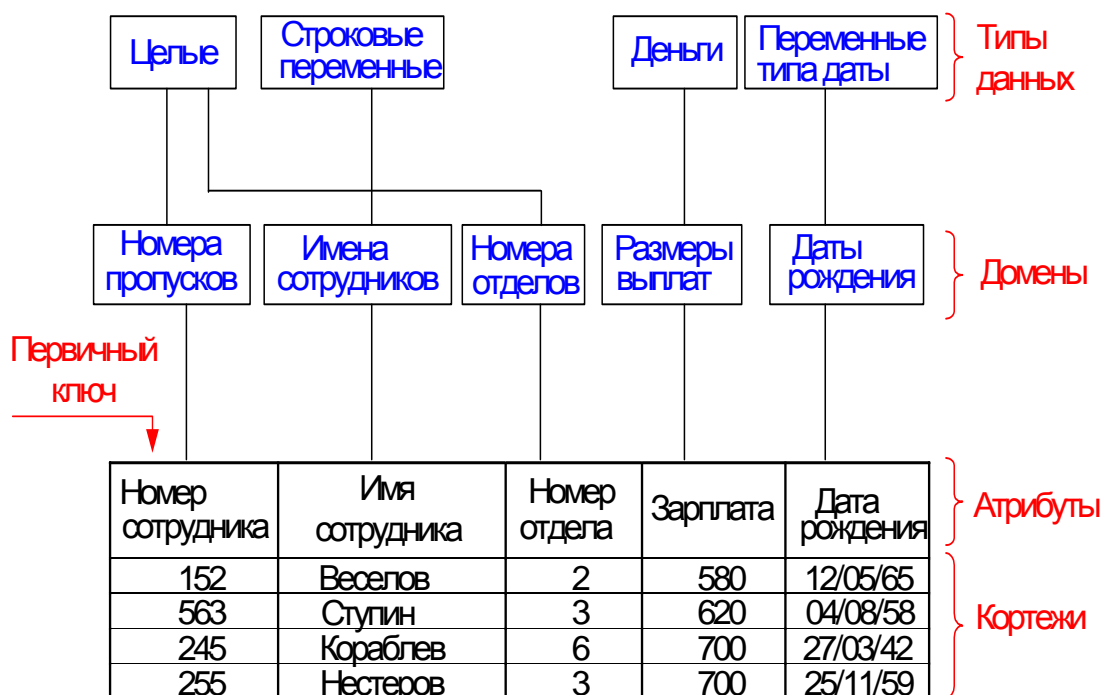 Целые
Строковые
переменные
Деньги
Переменные
типа даты
Типы
данных
Номера
пропусков
Имена
сотрудников
Номера
отделов
Размеры
выплат
Даты
рождения
Домены
Первичный
ключ
Номер
сотрудника
Имя
сотрудника
Номер
отдела
Зарплата
Дата
рождения
Атрибуты
152 Веселов 2 580 12/05/65
563 Ступин 3 620 04/08/58
245 Кораблев 6 700 27/03/42
255 Нестеров 3 700 25/11/59
Кортежи